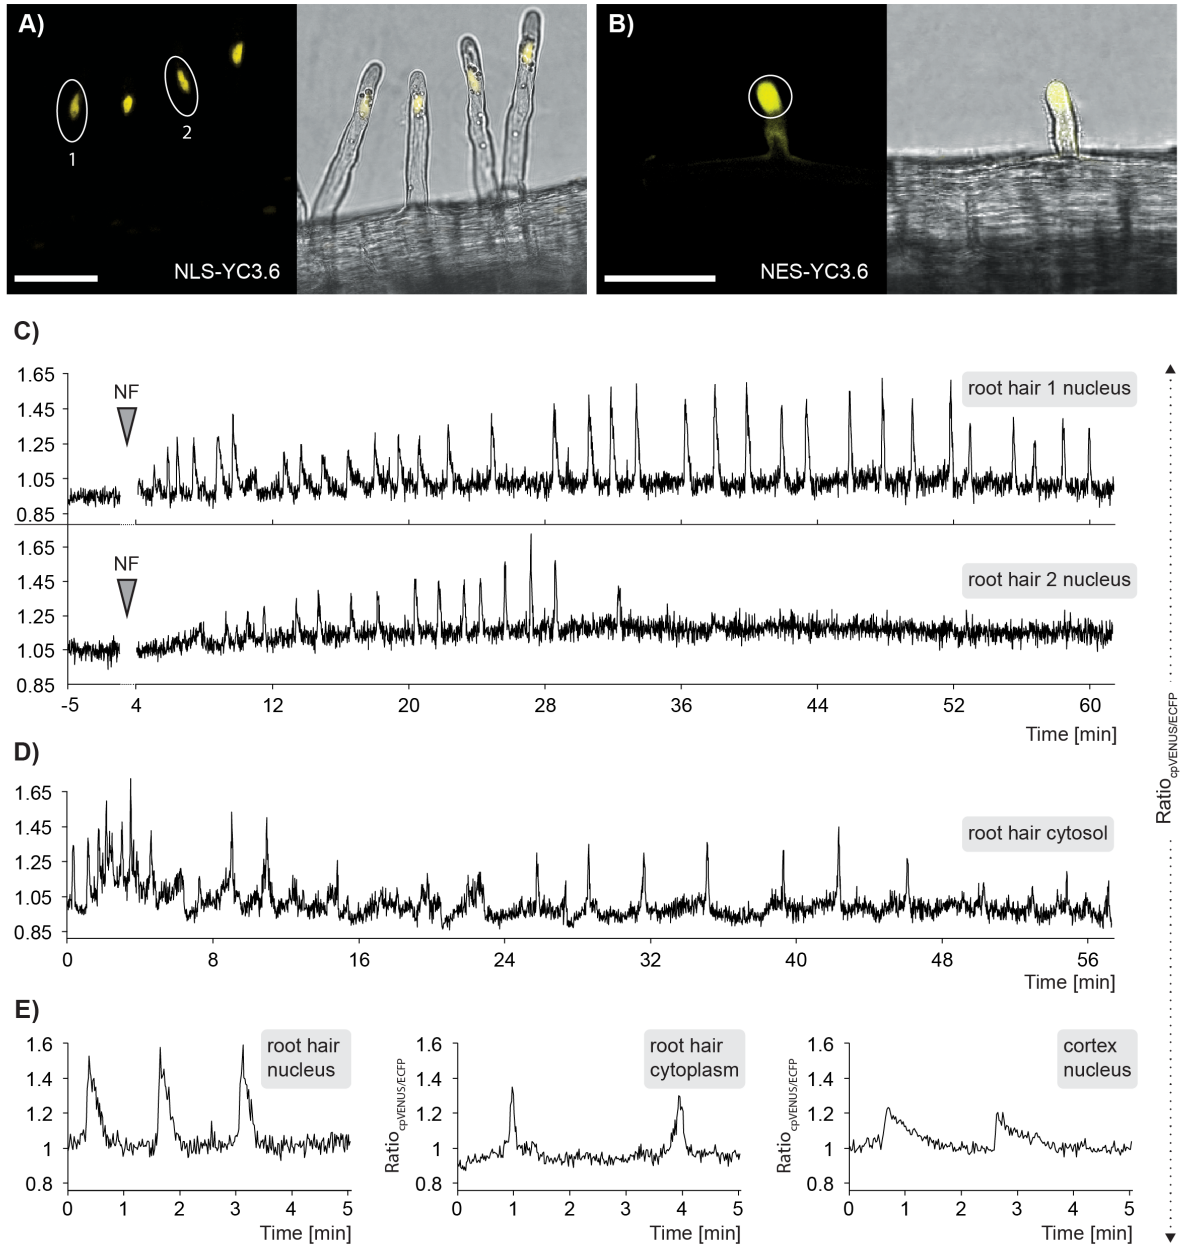 A)
1
2
NLS-YC3.6
B)
NES-YC3.6
C)
1.65
1.45
1.25
1.05
0.85
NF
root hair 1 nucleus
1.65
1.45
1.25
1.05
0.85
NF
root hair 2 nucleus
-5 4 12 20 28 36 44 52 60
Time [min]
Ratio cpVENUS/ECFP
D)
1.65
1.45
1.25
1.05
0.85
root hair cytosol
0 8 16 24 32 40 48 56
Time [min]
E)
1.6
1.4
1.2
1
0.8
root hair
nucleus
0 1 2 3 4 5
Time [min]
Ratio cpVENUS/ECFP
1.6
1.4
1.2
1
0.8
root hair
cytoplasm
0 1 2 3 4 5
Time [min]
Ratio cpVENUS/ECFP
1.6
1.4
1.2
1
0.8
cortex
nucleus
0 1 2 3 4 5
Time [min]